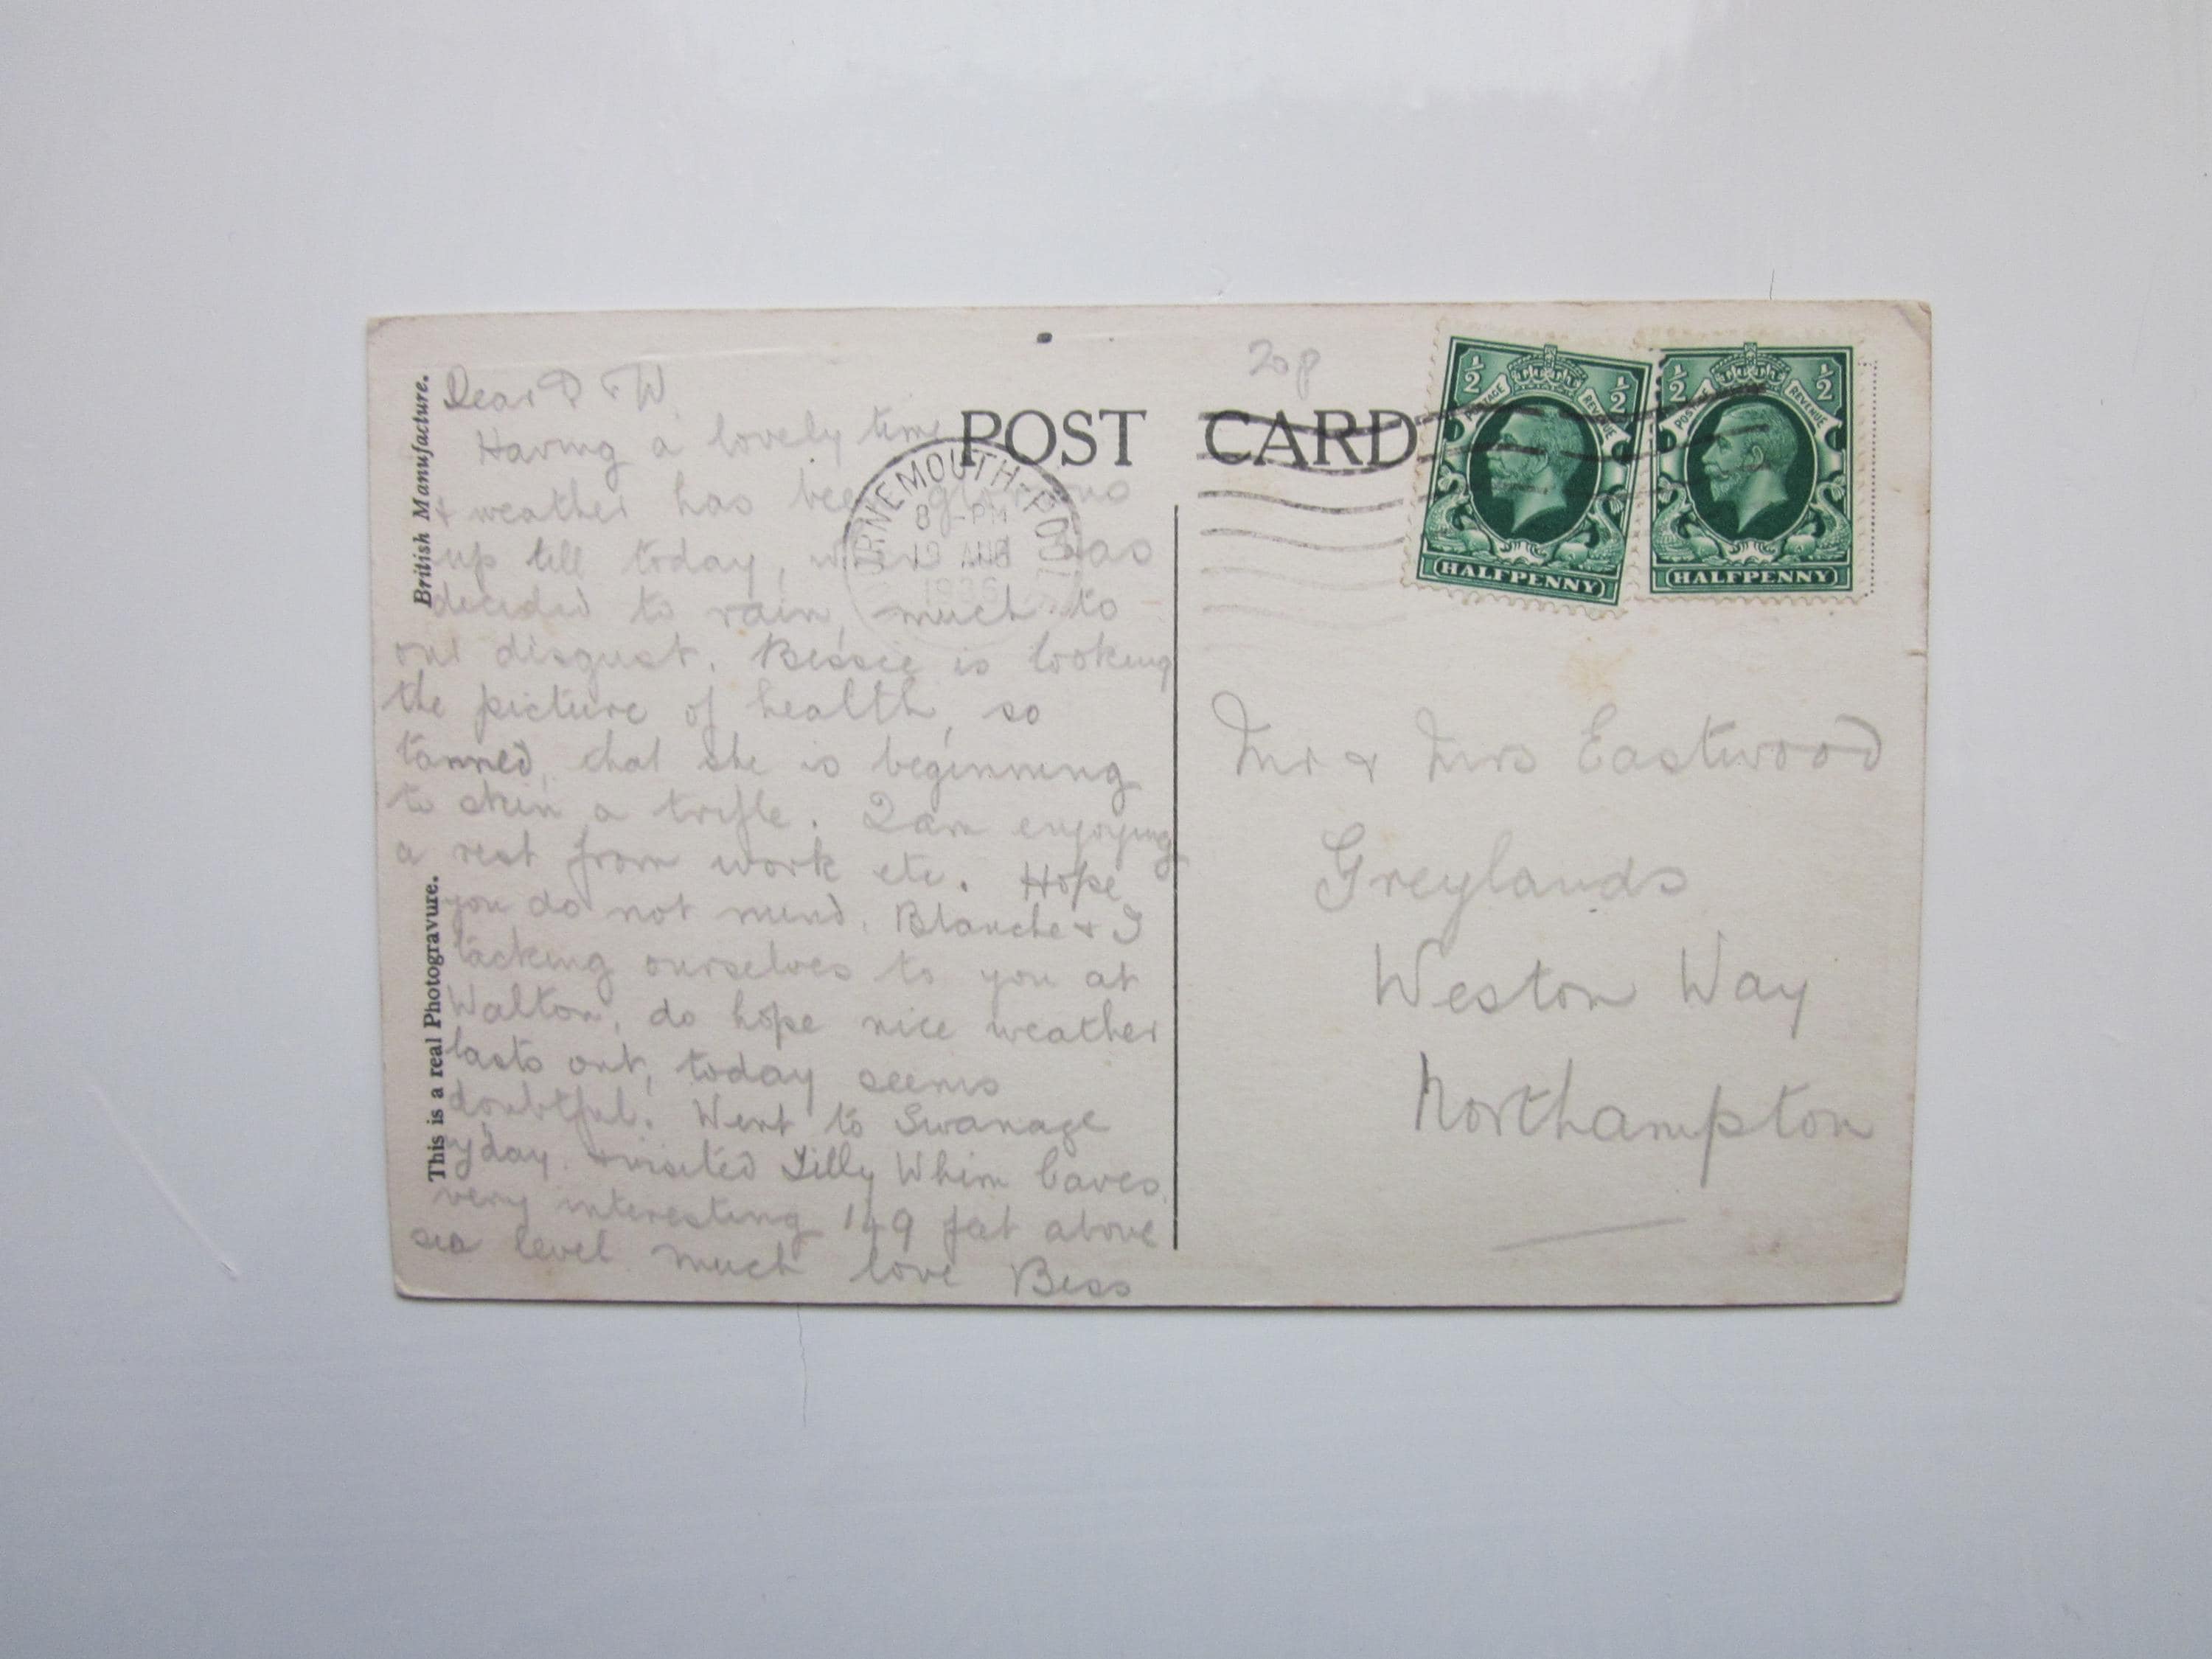 British Manufacture.
This is a real Photogravure.
POST CARD
20p
Dear D & W.
Having a lovely time
& weather has been glorious
up till today, when it has
decided to rain, much to
our disgust. Bessie is looking
the picture of health, so
tanned, that she is beginning
to skin a trifle. I am enjoying
a rest from work etc. Hope
you do not mind, Blanche & I
tacking ourselves to you at
Walton, do hope nice weather
lasts out, today seems
doubtful. Went to Swanage
y'day & visited Tilly Whim Caves.
very interesting 149 feet above
sea level. much love Bess
URNEMOUTH-POO
8 - PM
19 AUG
1936
½ POSTAGE REVENUE ½
HALFPENNY
½ POSTAGE REVENUE ½
HALFPENNY
Mr & Mrs Eastwood
Greylands
Weston Way
Northampton